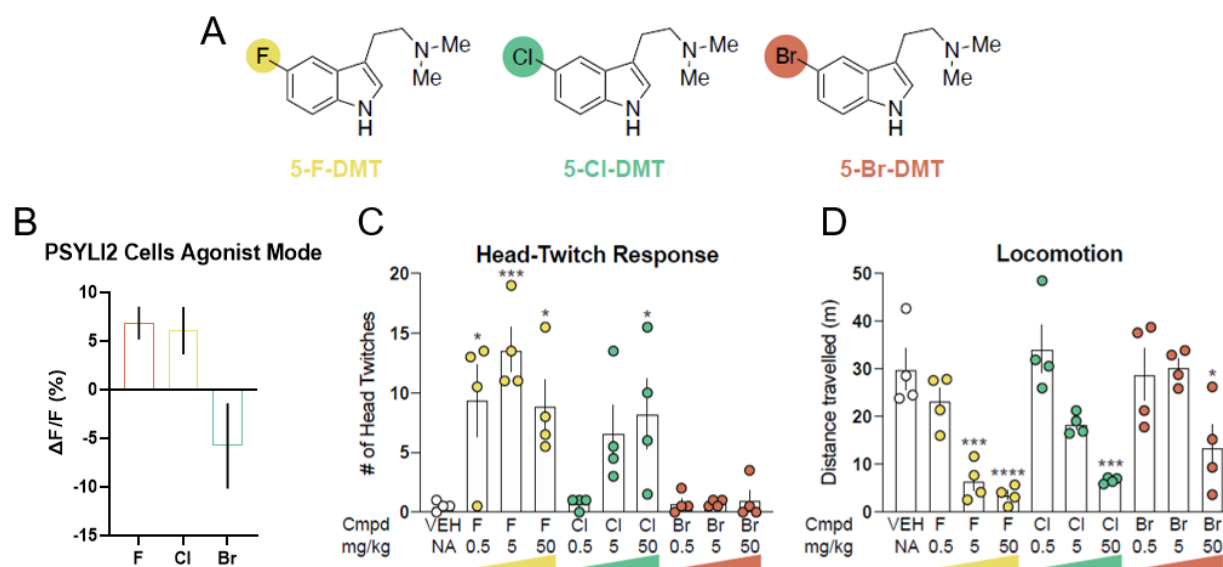 A
F
N
Me
Me
N
H
5-F-DMT
Cl
N
Me
Me
N
H
5-Cl-DMT
Br
N
Me
Me
N
H
5-Br-DMT
B
PSYLI2 Cells Agonist Mode
ΔF/F (%)
10
5
0
-5
-10
-15
F Cl Br
C
Head-Twitch Response
# of Head Twitches
20
15
10
5
0
* *** * *
Cmpd VEH F F F Cl Cl Cl Br Br Br
mg/kg NA 0.5 5 50 0.5 5 50 0.5 5 50
D
Locomotion
Distance travelled (m)
50
40
30
20
10
0
*** **** *** *
Cmpd VEH F F F Cl Cl Cl Br Br Br
mg/kg NA 0.5 5 50 0.5 5 50 0.5 5 50